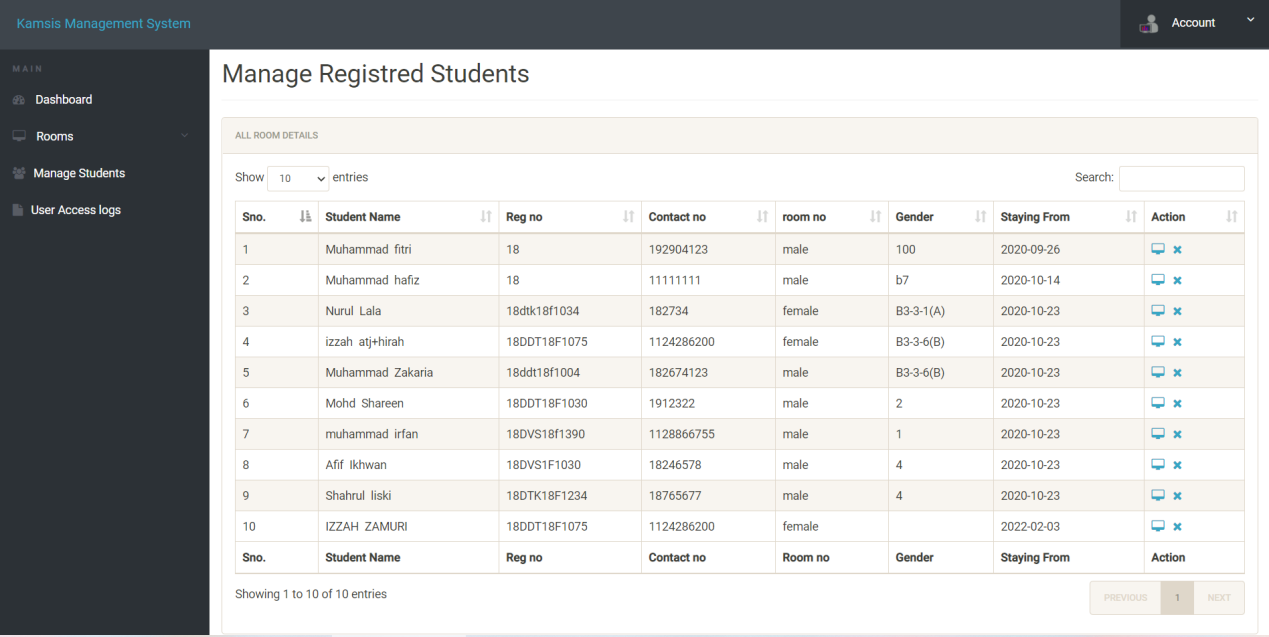 Kamsis Management System
Account
MAIN
Dashboard
Rooms
Manage Students
User Access logs
Manage Registred Students
ALL ROOM DETAILS
Show 10 entries Search:
Sno. Student Name Reg no Contact no room no Gender Staying From Action
1 Muhammad fitri 18 192904123 male 100 2020-09-26
2 Muhammad hafiz 18 11111111 male b7 2020-10-14
3 Nurul Lala 18dtk18f1034 182734 female B3-3-1(A) 2020-10-23
4 izzah atj+hirah 18DDT18F1075 1124286200 female B3-3-6(B) 2020-10-23
5 Muhammad Zakaria 18ddt18f1004 182674123 male B3-3-6(B) 2020-10-23
6 Mohd Shareen 18DDT18F1030 1912322 male 2 2020-10-23
7 muhammad irfan 18DVS18f1390 1128866755 male 1 2020-10-23
8 Afif Ikhwan 18DVS1F1030 18246578 male 4 2020-10-23
9 Shahrul liski 18DTK18F1234 18765677 male 4 2020-10-23
10 IZZAH ZAMURI 18DDT18F1075 1124286200 female 2022-02-03
Sno. Student Name Reg no Contact no Room no Gender Staying From Action
Showing 1 to 10 of 10 entries
PREVIOUS 1 NEXT